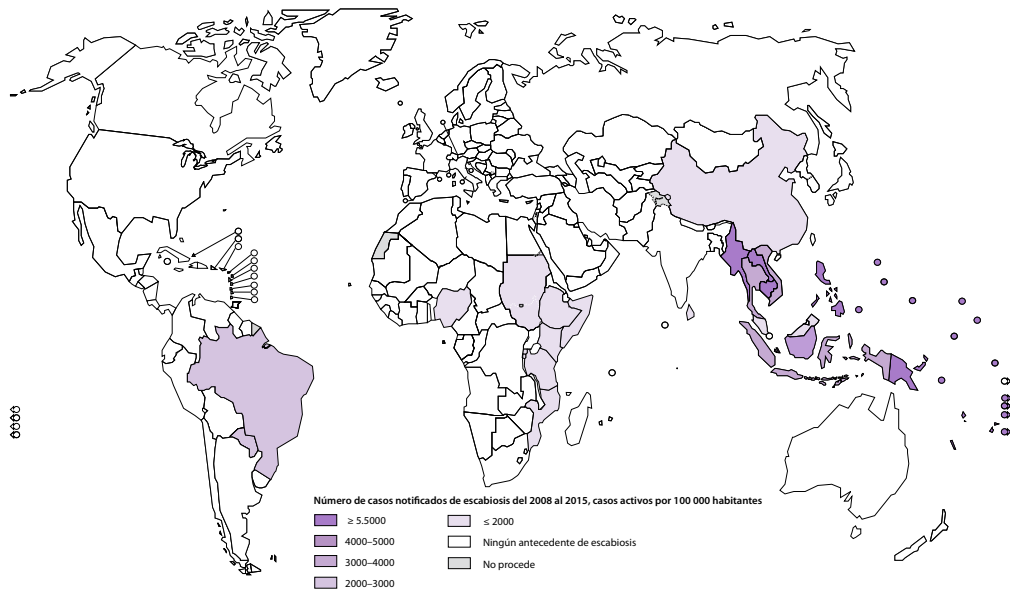 Número de casos notificados de escabiosis del 2008 al 2015, casos activos por 100 000 habitantes
≥ 5.5000
4000–5000
3000–4000
2000–3000
≤ 2000
Ningún antecedente de escabiosis
No procede